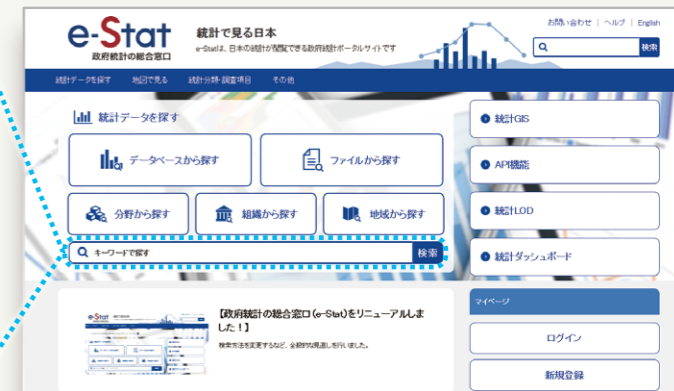 e-Stat
政府統計の総合窓口
統計で見る日本
e-Statは、日本の統計が閲覧できる政府統計ポータルサイトです
お問い合わせ | ヘルプ | English
検索
統計データを探す 地図で見る 統計分類・調査項目 その他
統計データを探す
データベースから探す
ファイルから探す
分野から探す
組織から探す
地域から探す
キーワードで探す
検索
統計GIS
API機能
統計LOD
統計ダッシュボード
マイページ
ログイン
新規登録
【政府統計の総合窓口(e-Stat)をリニューアルしま
した!】
検索方法を変更するなど、全般的な見直しを行いました。
e-Stat